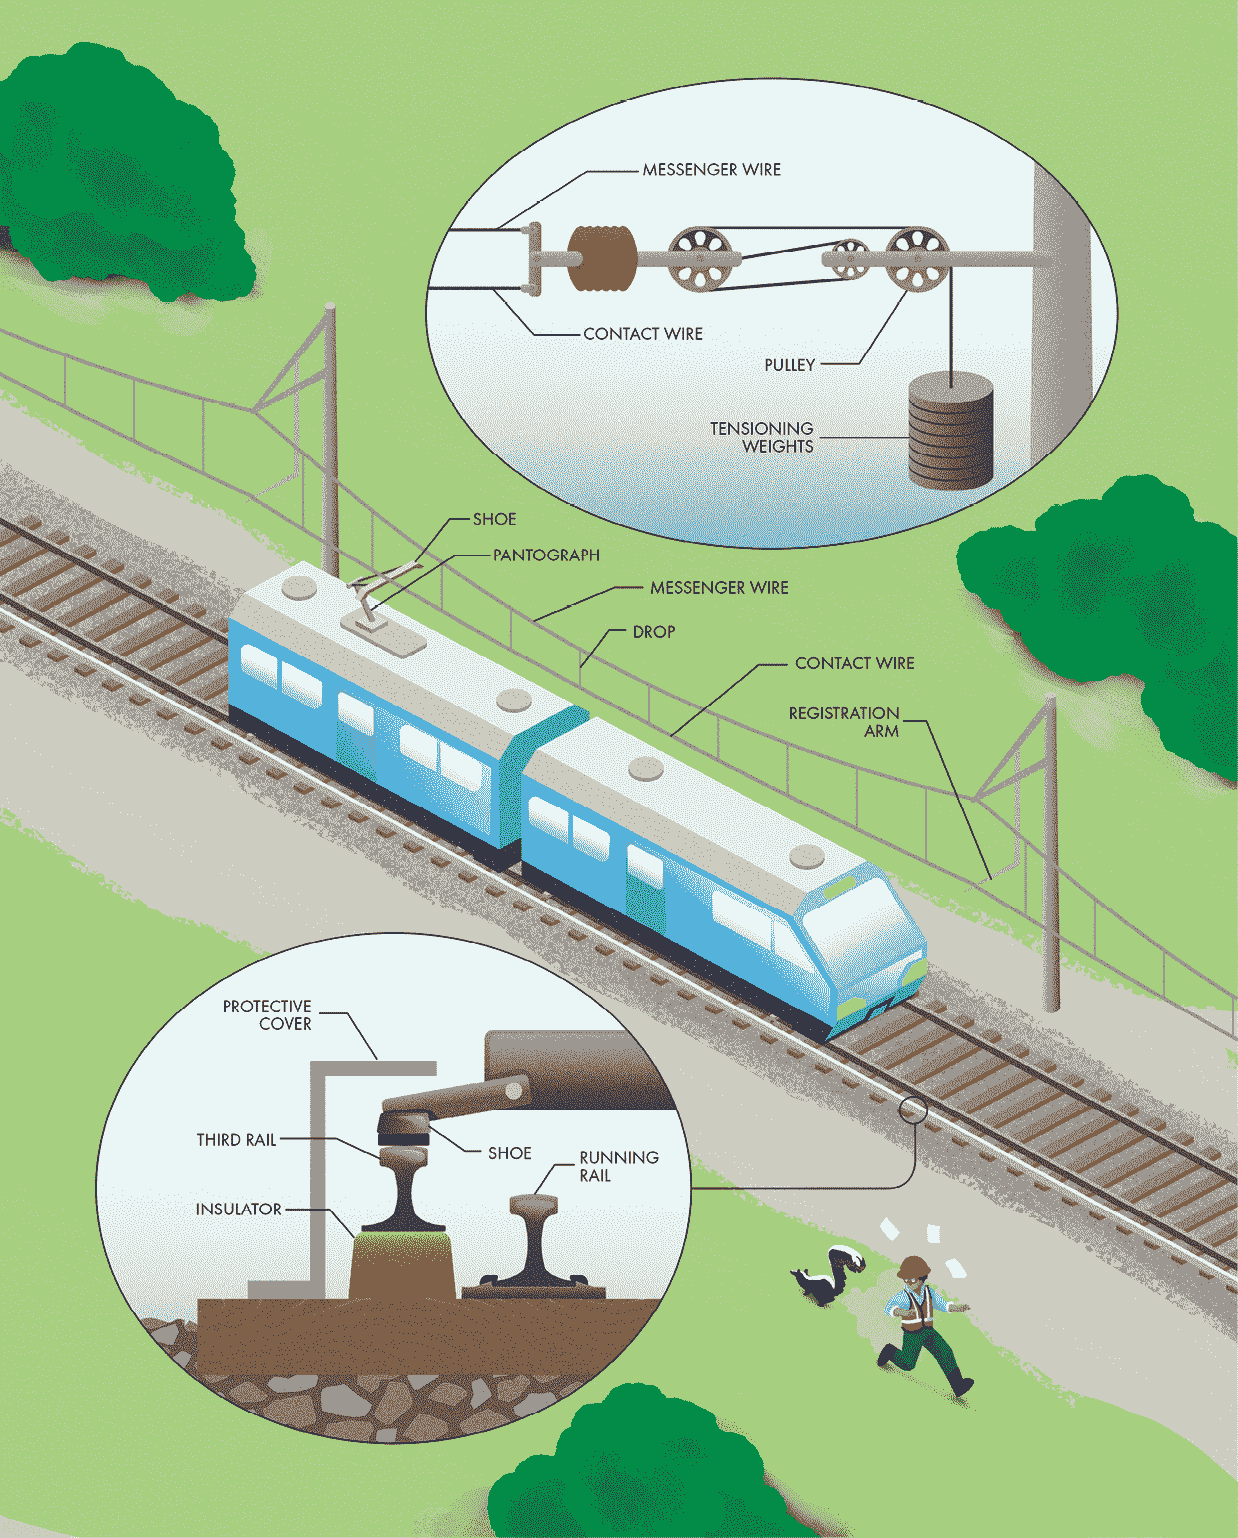 MESSENGER WIRE
CONTACT WIRE
PULLEY
TENSIONING
WEIGHTS
SHOE
PANTOGRAPH
MESSENGER WIRE
DROP
CONTACT WIRE
REGISTRATION
ARM
PROTECTIVE
COVER
THIRD RAIL
SHOE
RUNNING
RAIL
INSULATOR